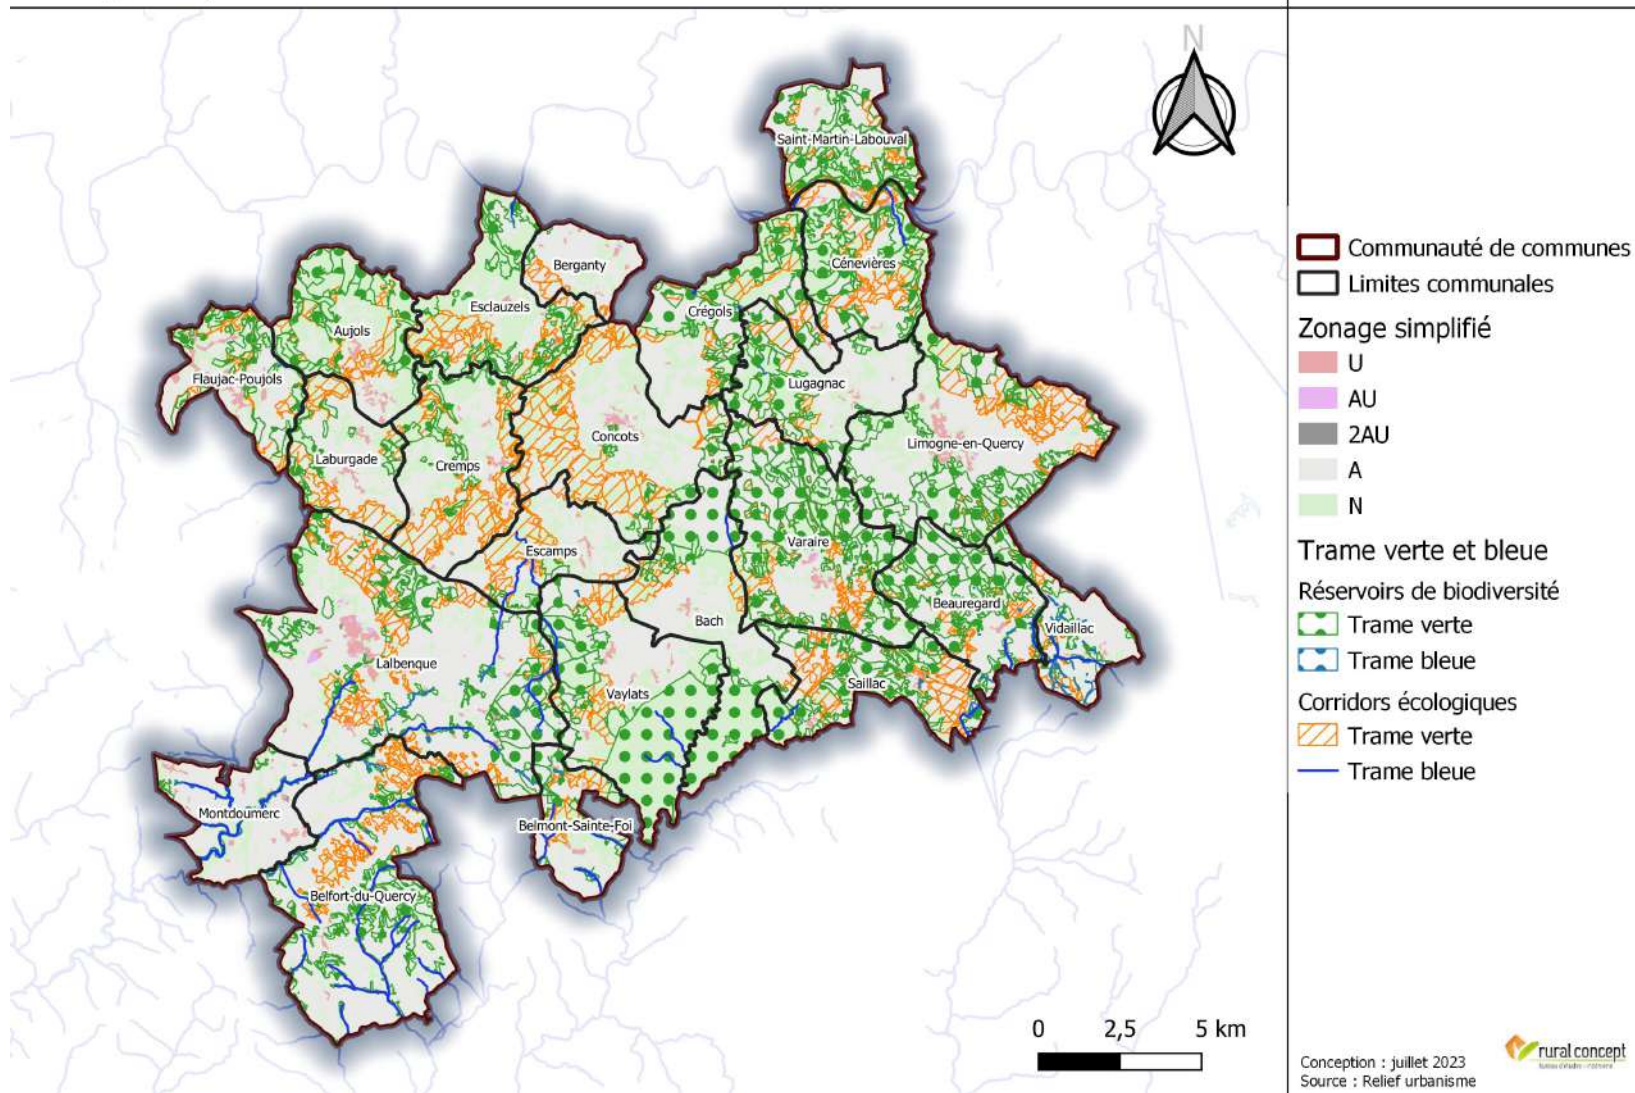 N
Saint-Martin-Labouval
Berganty
Cénevières
Esclauzels
Crégols
Aujols
Flaujac-Poujols
Lugagnac
Concots
Limogne-en-Quercy
Laburgade
Cremps
Varaire
Escamps
Beauregard
Bach
Vidaillac
Lalbenque
Saillac
Vaylats
Montdoumerc
Belmont-Sainte-Foi
Belfort-du-Quercy
0 2,5 5 km
Communauté de communes
Limites communales
Zonage simplifié
U
AU
2AU
A
N
Trame verte et bleue
Réservoirs de biodiversité
Trame verte
Trame bleue
Corridors écologiques
Trame verte
Trame bleue
Conception : juillet 2023
Source : Relief urbanisme
rural concept